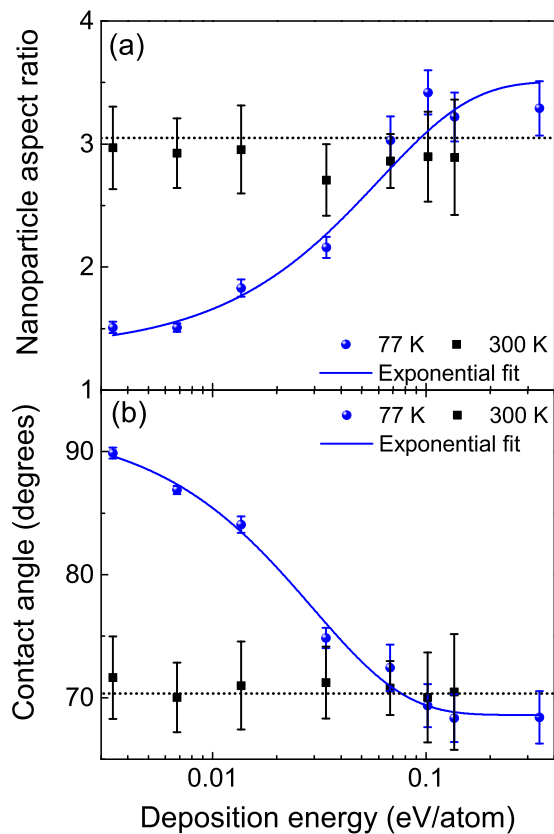 4
(a)
3
Nanoparticle aspect ratio
2
77 K 300 K
Exponential fit
1
(b)
77 K 300 K
Exponential fit
90
Contact angle (degrees)
80
70
0.01 0.1
Deposition energy (eV/atom)